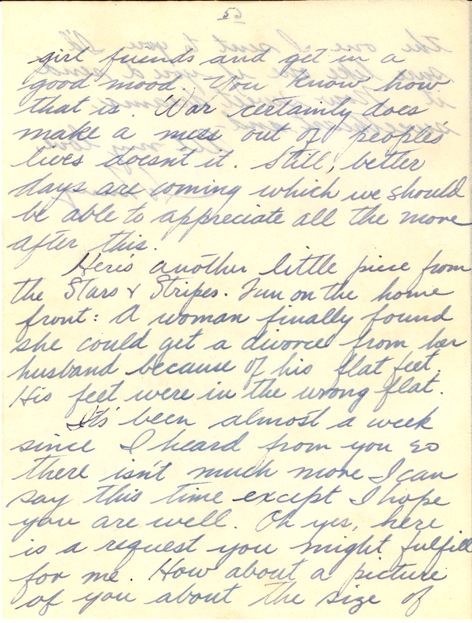 5
girl friends and get in a
good mood. You know how
that is. War certainly does
make a mess out of peoples
lives doesn't it. Still, better
days are coming which we should
be able to appreciate all the more
after this.
Here's another little piece from
the Stars & Stripes. Fun on the home
front: A woman finally found
she could get a divorce from her
husband because of his flat feet.
His feet were in the wrong flat.
It's been almost a week
since I heard from you so
there isn't much more I can
say this time except I hope
you are well. Oh yes, here
is a request you might fulfill
for me. How about a picture
of you about the size of